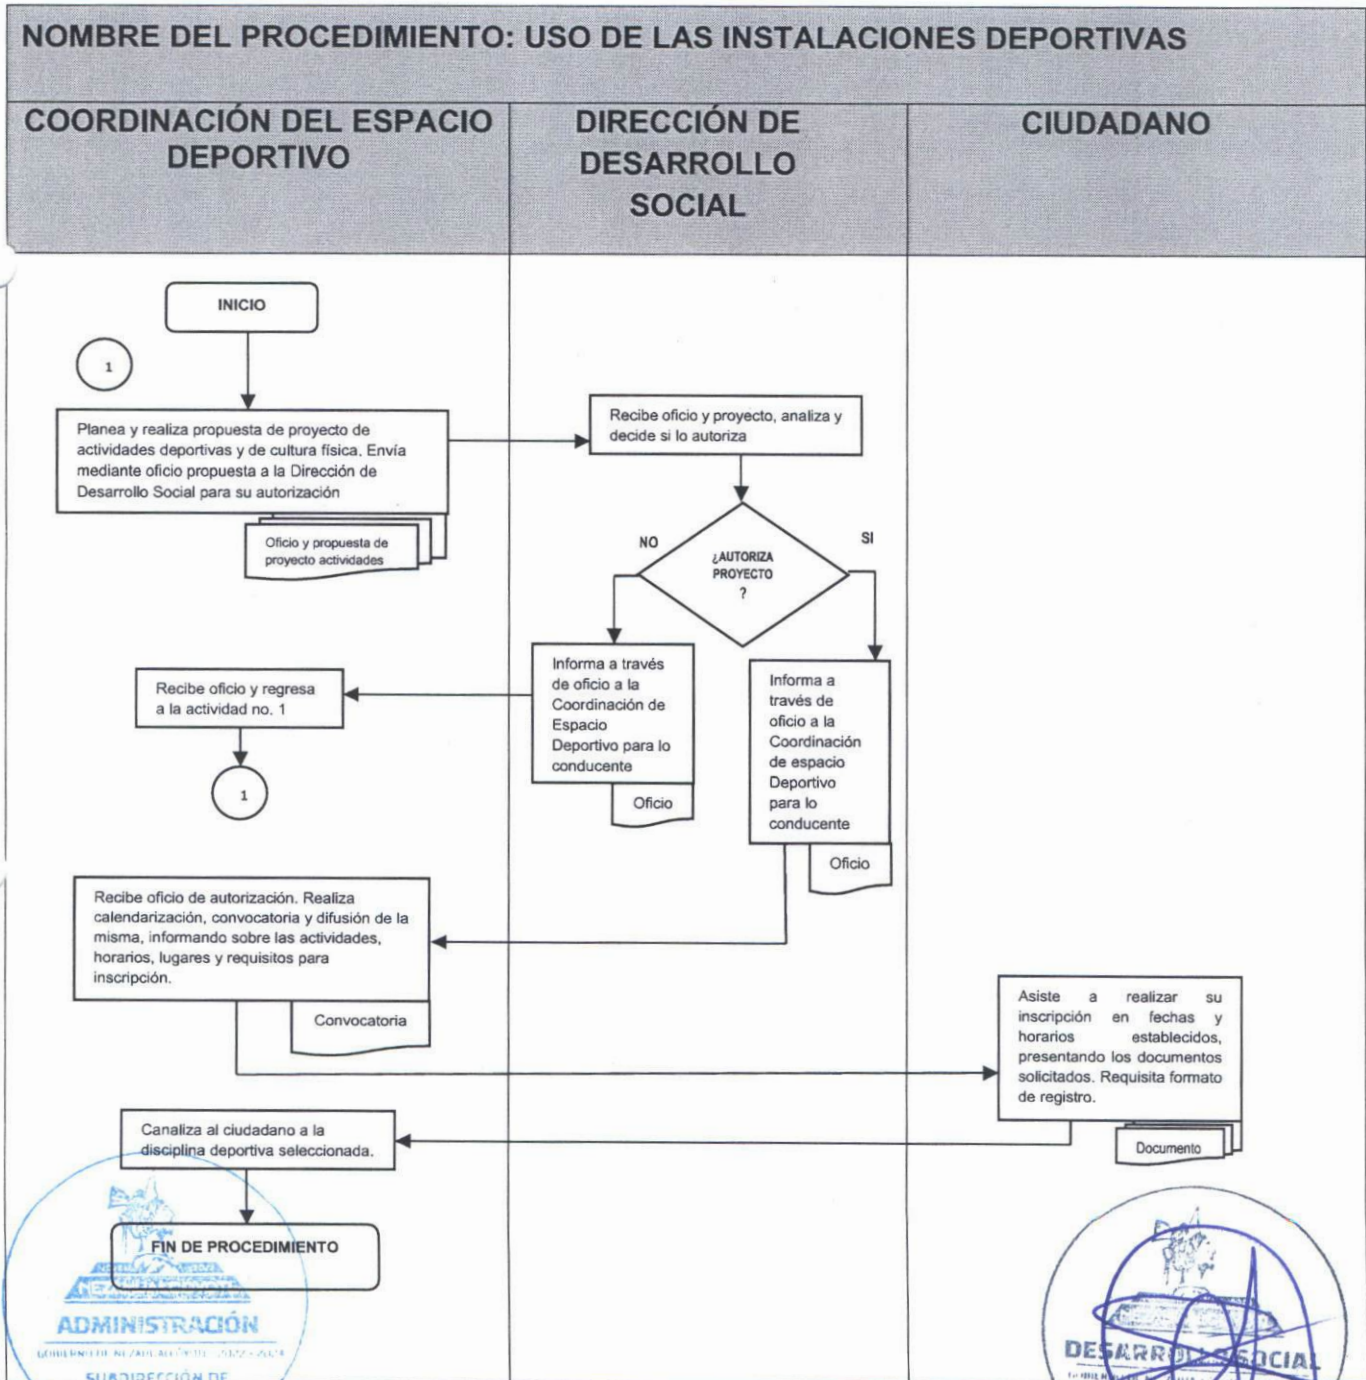 NOMBRE DEL PROCEDIMIENTO: USO DE LAS INSTALACIONES DEPORTIVAS
COORDINACIÓN DEL ESPACIO
DEPORTIVO
DIRECCIÓN DE
DESARROLLO
SOCIAL
CIUDADANO
INICIO
1
Planea y realiza propuesta de proyecto de
actividades deportivas y de cultura física. Envía
mediante oficio propuesta a la Dirección de
Desarrollo Social para su autorización
Oficio y propuesta de
proyecto actividades
Recibe oficio y proyecto, analiza y
decide si lo autoriza
NO
SI
¿AUTORIZA
PROYECTO
?
Informa a través
de oficio a la
Coordinación de
Espacio
Deportivo para lo
conducente
Oficio
Informa a
través de
oficio a la
Coordinación
de espacio
Deportivo
para lo
conducente
Oficio
Recibe oficio y regresa
a la actividad no. 1
1
Recibe oficio de autorización. Realiza
calendarización, convocatoria y difusión de la
misma, informando sobre las actividades,
horarios, lugares y requisitos para
inscripción.
Convocatoria
Asiste a realizar su
inscripción en fechas y
horarios establecidos,
presentando los documentos
solicitados. Requisita formato
de registro.
Documento
Canaliza al ciudadano a la
disciplina deportiva seleccionada.
FIN DE PROCEDIMIENTO
ADMINISTRACIÓN
SUBDIRECCIÓN DE
DESARROLLO SOCIAL